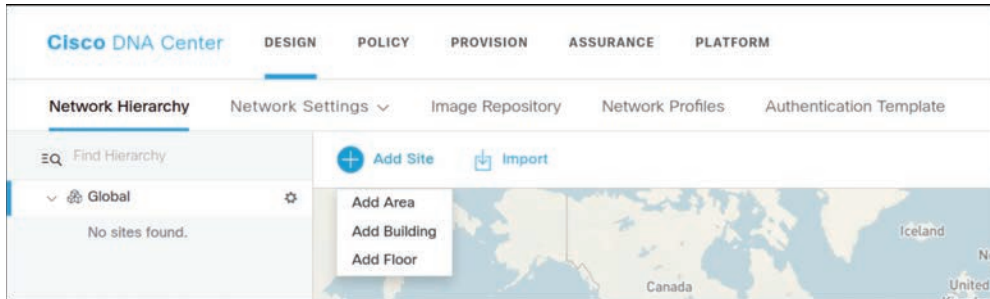 Cisco DNA Center DESIGN POLICY PROVISION ASSURANCE PLATFORM
Network Hierarchy Network Settings Image Repository Network Profiles Authentication Template
Find Hierarchy Add Site Import
Global
No sites found.
Add Area
Add Building
Add Floor
Iceland
Canada
United